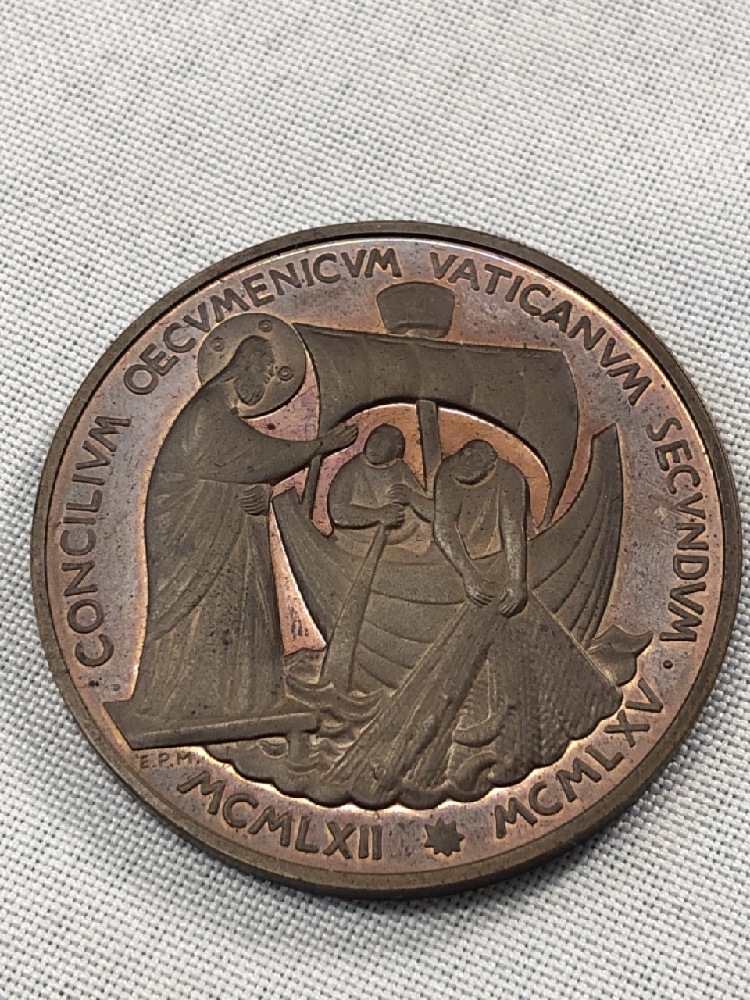 CONCILIVM OECVMENICVM VATICANVM SECVNDVM ·
E.P.M
MCMLXII ★ MCMLXV